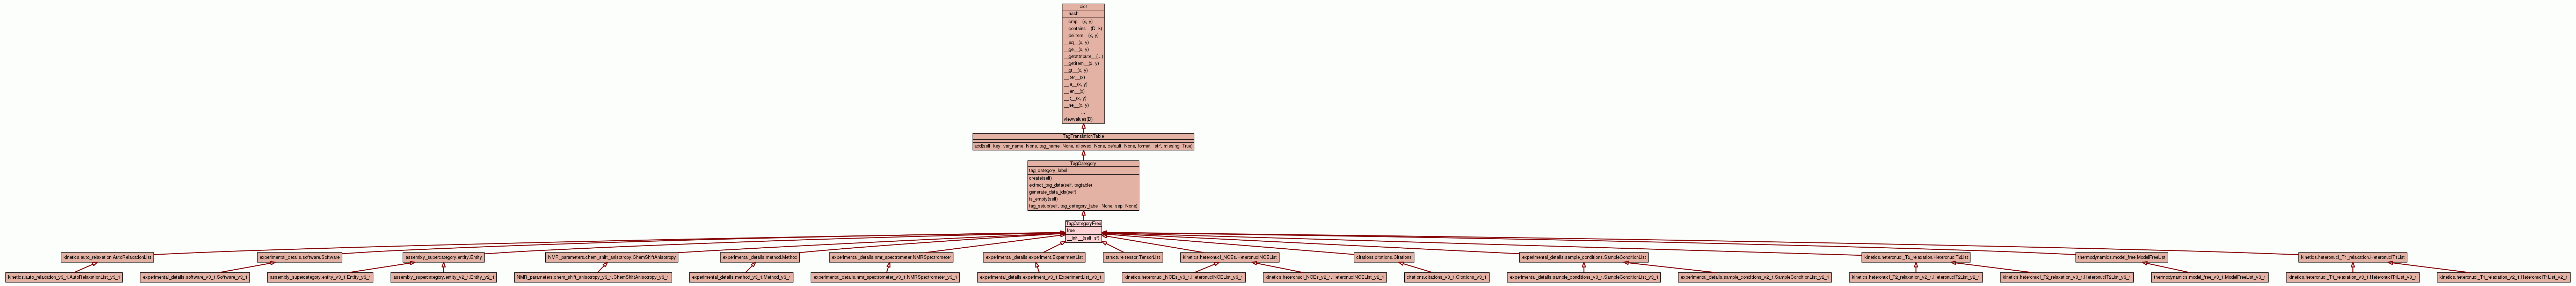 dict
__hash__
__cmp__(x, y)
__contains__(D, k)
__delitem__(x, y)
__eq__(x, y)
__ge__(x, y)
__getattribute__(...)
__getitem__(x, y)
__gt__(x, y)
__iter__(x)
__le__(x, y)
__len__(x)
__lt__(x, y)
__ne__(x, y)
...
viewvalues(D)
TagTranslationTable
add(self, key, var_name=None, tag_name=None, allowed=None, default=None, format='str', missing=True)
TagCategory
tag_category_label
create(self)
extract_tag_data(self, tagtable)
generate_data_ids(self)
is_empty(self)
tag_setup(self, tag_category_label=None, sep=None)
TagCategoryFree
free
__init__(self, sf)
kinetics.auto_relaxation.AutoRelaxationList
experimental_details.software.Software
assembly_supercategory.entity.Entity
NMR_parameters.chem_shift_anisotropy.ChemShiftAnisotropy
experimental_details.method.Method
experimental_details.nmr_spectrometer.NMRSpectrometer
experimental_details.experiment.ExperimentList
structure.tensor.TensorList
kinetics.heteronucl_NOEs.HeteronuclNOEList
citations.citations.Citations
experimental_details.sample_conditions.SampleConditionList
kinetics.heteronucl_T2_relaxation.HeteronuclT2List
thermodynamics.model_free.ModelFreeList
kinetics.heteronucl_T1_relaxation.HeteronuclT1List
kinetics.auto_relaxation_v3_1.AutoRelaxationList_v3_1
experimental_details.software_v3_1.Software_v3_1
assembly_supercategory.entity_v3_1.Entity_v3_1
assembly_supercategory.entity_v2_1.Entity_v2_1
NMR_parameters.chem_shift_anisotropy_v3_1.ChemShiftAnisotropy_v3_1
experimental_details.method_v3_1.Method_v3_1
experimental_details.nmr_spectrometer_v3_1.NMRSpectrometer_v3_1
experimental_details.experiment_v3_1.ExperimentList_v3_1
kinetics.heteronucl_NOEs_v3_1.HeteronuclNOEList_v3_1
kinetics.heteronucl_NOEs_v2_1.HeteronuclNOEList_v2_1
citations.citations_v3_1.Citations_v3_1
experimental_details.sample_conditions_v3_1.SampleConditionList_v3_1
experimental_details.sample_conditions_v2_1.SampleConditionList_v2_1
kinetics.heteronucl_T2_relaxation_v2_1.HeteronuclT2List_v2_1
kinetics.heteronucl_T2_relaxation_v3_1.HeteronuclT2List_v3_1
thermodynamics.model_free_v3_1.ModelFreeList_v3_1
kinetics.heteronucl_T1_relaxation_v3_1.HeteronuclT1List_v3_1
kinetics.heteronucl_T1_relaxation_v2_1.HeteronuclT1List_v2_1